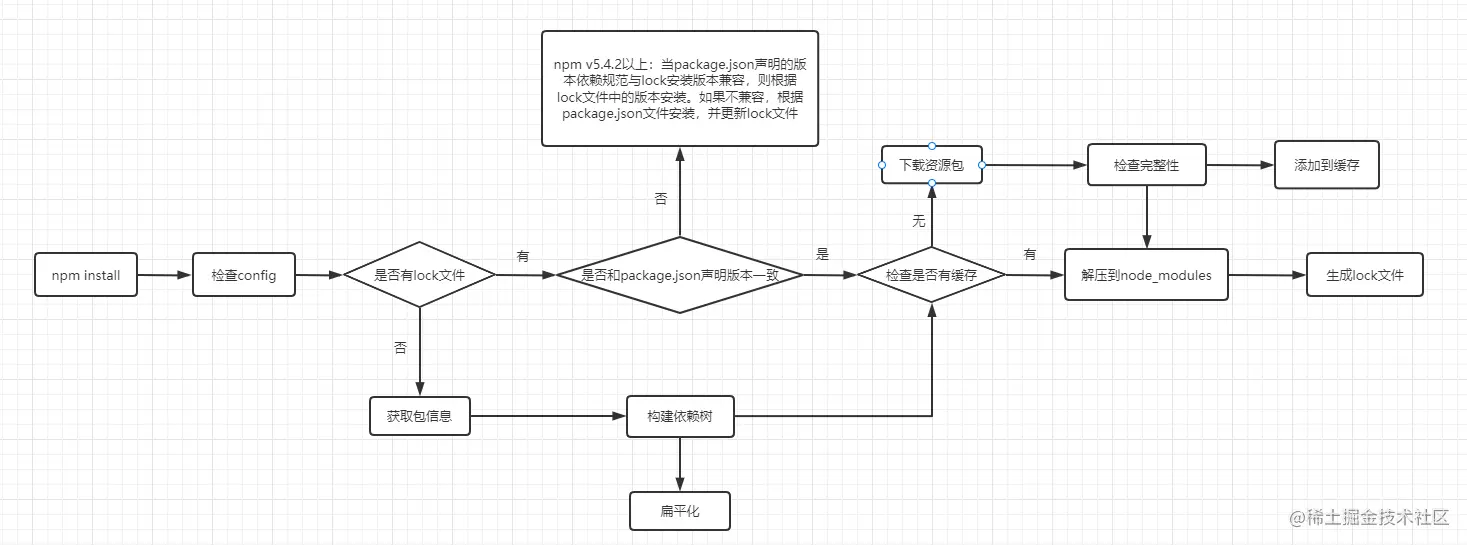 npm v5.4.2以上：当package.json声明的版
本依赖规范与lock安装版本兼容，则根据
lock文件中的版本安装。如果不兼容，根据
package.json文件安装，并更新lock文件
下载资源包
检查完整性
添加到缓存
否
无
npm install
检查config
是否有lock文件
有
是否和package.json声明版本一致
是
检查是否有缓存
有
解压到node_modules
生成lock文件
否
获取包信息
构建依赖树
扁平化
@稀土掘金技术社区